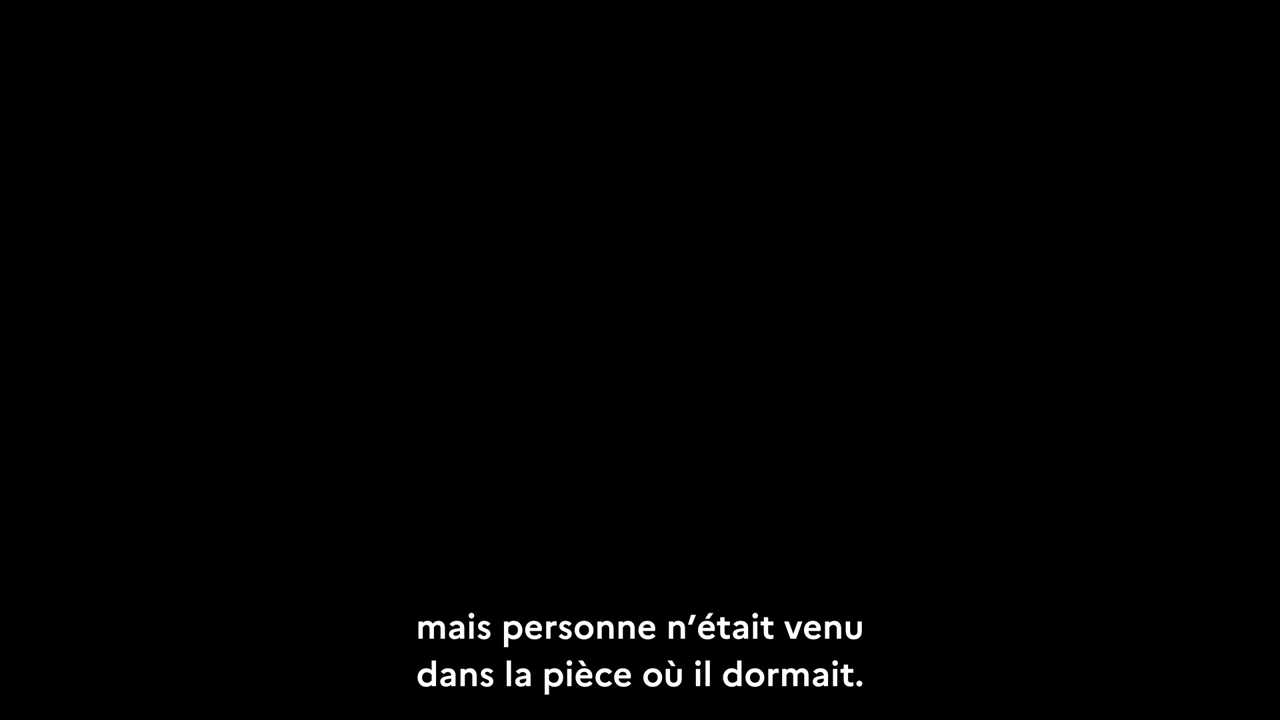 mais personne n’était venu
dans la pièce où il dormait.